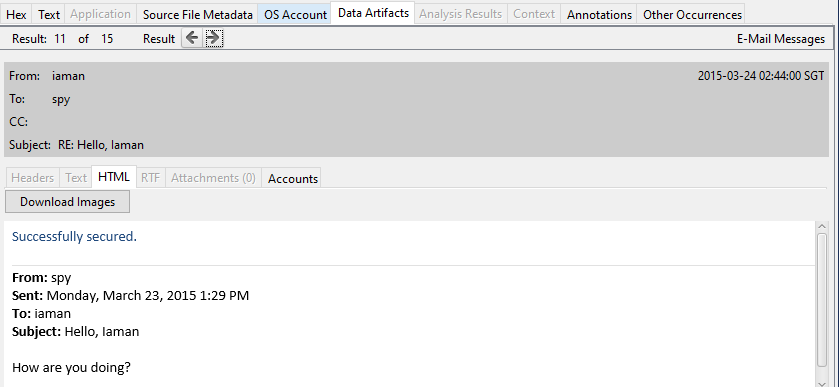 Hex Text Application Source File Metadata OS Account Data Artifacts Analysis Results Context Annotations Other Occurrences
Result: 11 of 15 Result E-Mail Messages
From: iaman 2015-03-24 02:44:00 SGT
To: spy
CC:
Subject: RE: Hello, Iaman
Headers Text HTML RTF Attachments (0) Accounts
Download Images
Successfully secured.
From: spy
Sent: Monday, March 23, 2015 1:29 PM
To: iaman
Subject: Hello, Iaman
How are you doing?